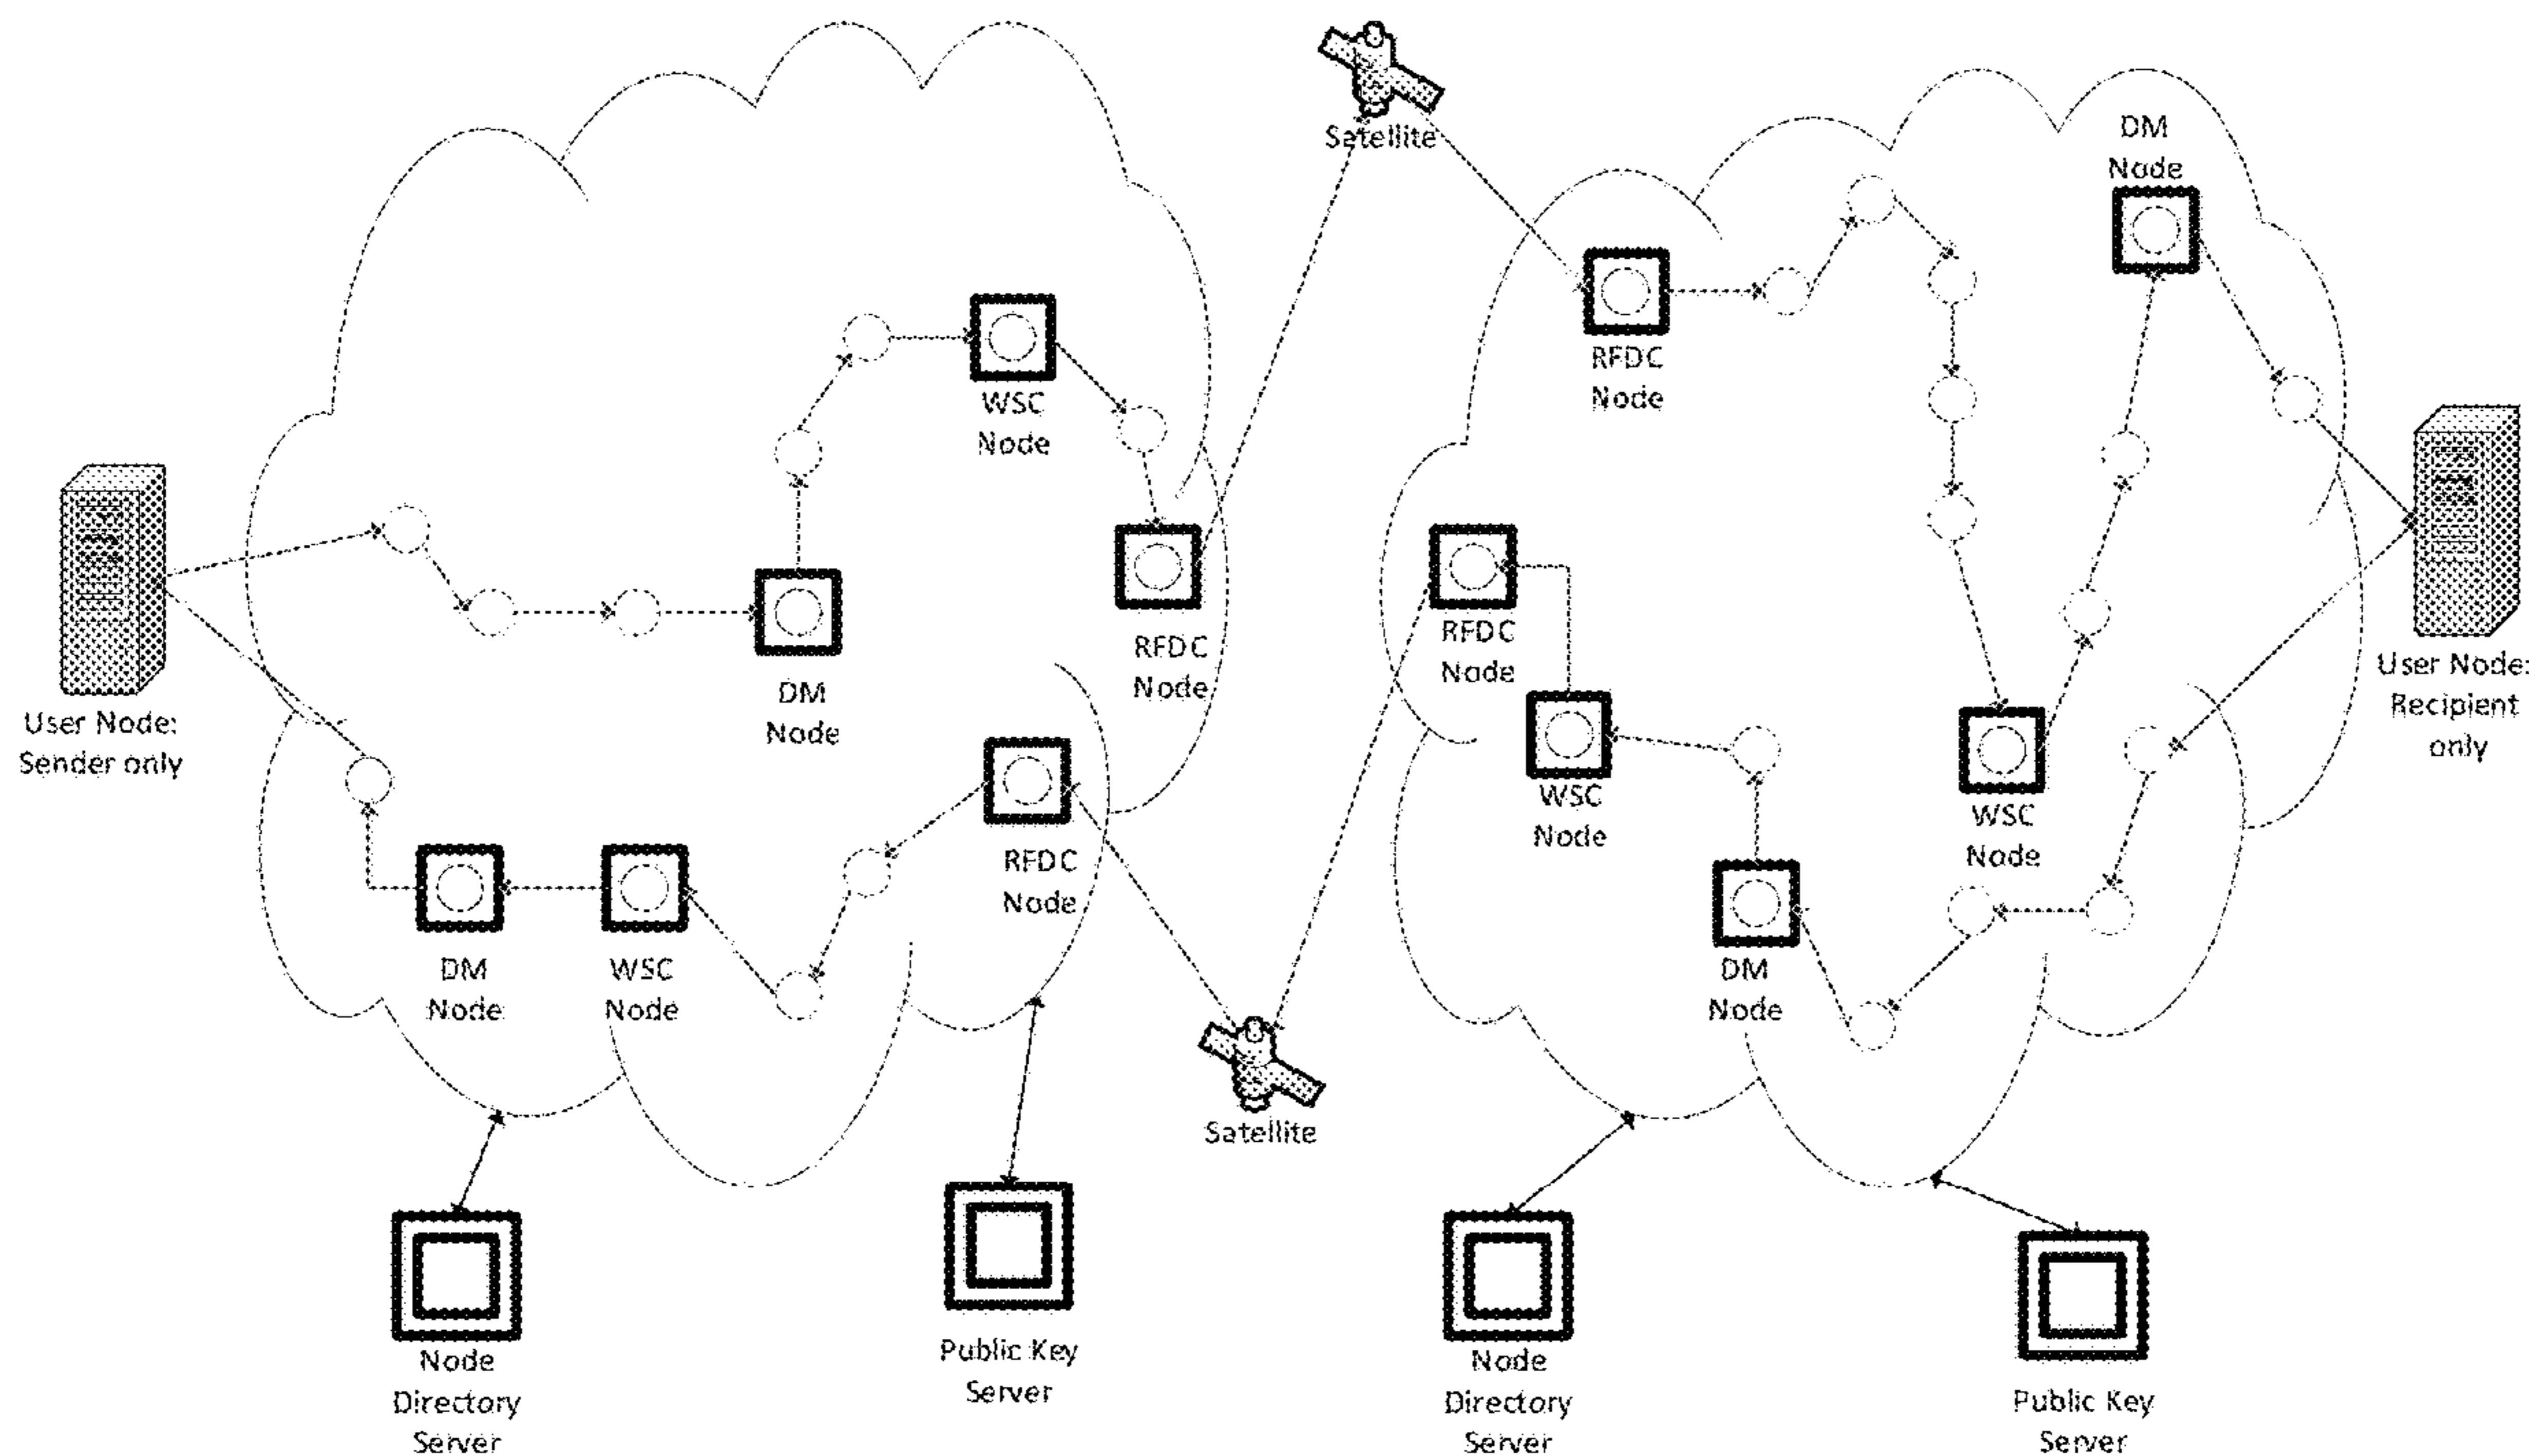 Satellite
DM
Node
RFDC
Node
WSC
Node
RFDC
Node
RFDC
Node
User Node:
Sender only
DM
Node
User Node:
Recipient
only
WSC
Node
WSC
Node
RFDC
Node
DM
Node
WSC
Node
DM
Node
Satellite
Node
Directory
Server
Public Key
Server
Node
Directory
Server
Public Key
Server